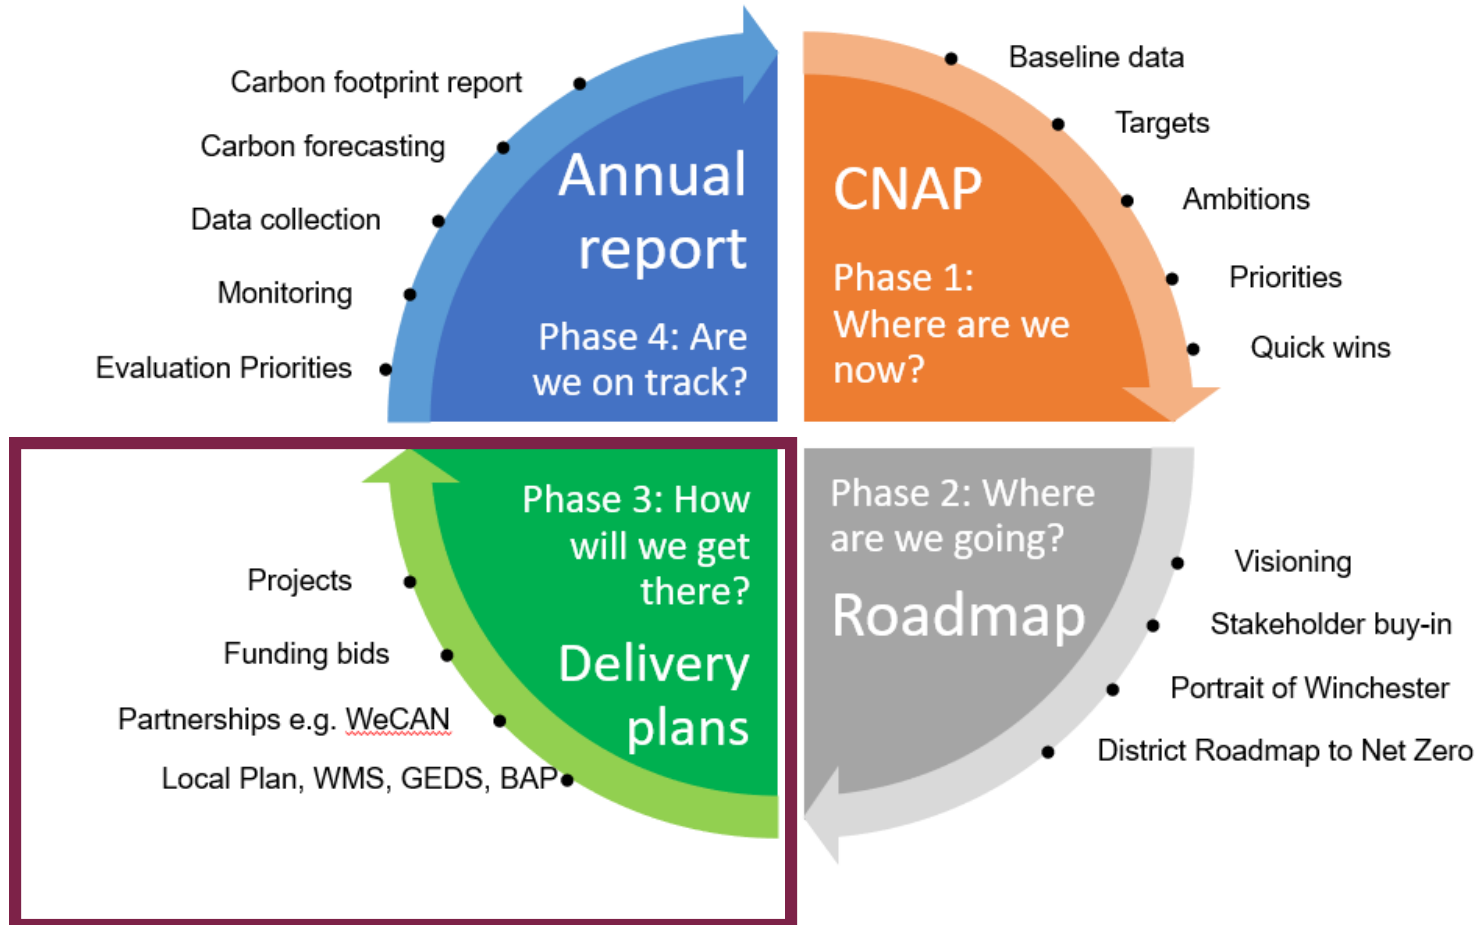 Carbon footprint report
Carbon forecasting
Data collection
Monitoring
Evaluation Priorities
Annual
report
Phase 4: Are
we on track?
CNAP
Phase 1:
Where are we
now?
Baseline data
Targets
Ambitions
Priorities
Quick wins
Phase 3: How
will we get
there?
Delivery
plans
Projects
Funding bids
Partnerships e.g. WeCAN
Local Plan, WMS, GEDS, BAP
Phase 2: Where
are we going?
Roadmap
Visioning
Stakeholder buy-in
Portrait of Winchester
District Roadmap to Net Zero